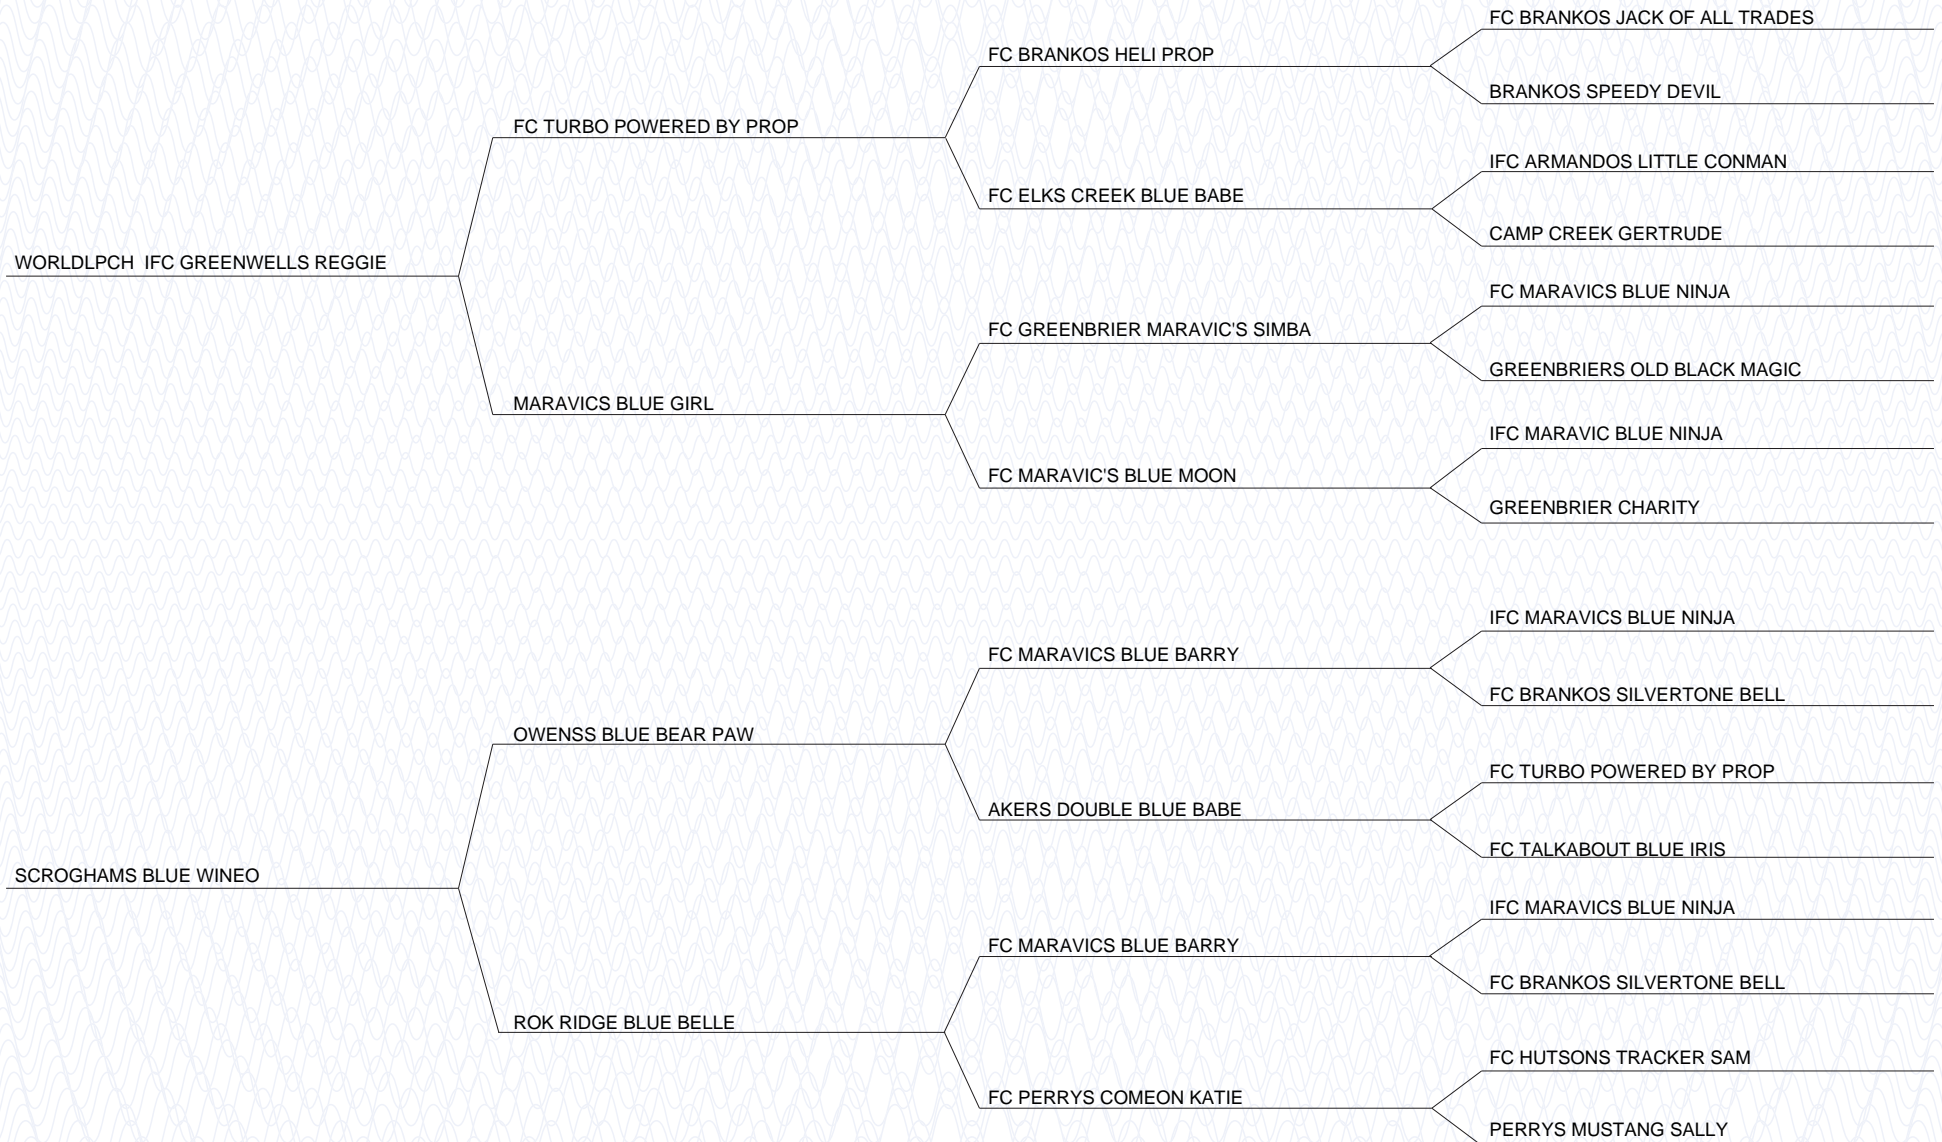 FC BRANKOS JACK OF ALL TRADES
FC BRANKOS HELI PROP
BRANKOS SPEEDY DEVIL
FC TURBO POWERED BY PROP
IFC ARMANDOS LITTLE CONMAN
FC ELKS CREEK BLUE BABE
CAMP CREEK GERTRUDE
WORLDLPCH  IFC GREENWELLS REGGIE
FC MARAVICS BLUE NINJA
FC GREENBRIER MARAVIC'S SIMBA
GREENBRIERS OLD BLACK MAGIC
MARAVICS BLUE GIRL
IFC MARAVIC BLUE NINJA
FC MARAVIC'S BLUE MOON
GREENBRIER CHARITY
IFC MARAVICS BLUE NINJA
FC MARAVICS BLUE BARRY
FC BRANKOS SILVERTONE BELL
OWENSS BLUE BEAR PAW
FC TURBO POWERED BY PROP
AKERS DOUBLE BLUE BABE
FC TALKABOUT BLUE IRIS
SCROGHAMS BLUE WINEO
IFC MARAVICS BLUE NINJA
FC MARAVICS BLUE BARRY
FC BRANKOS SILVERTONE BELL
ROK RIDGE BLUE BELLE
FC HUTSONS TRACKER SAM
FC PERRYS COMEON KATIE
PERRYS MUSTANG SALLY